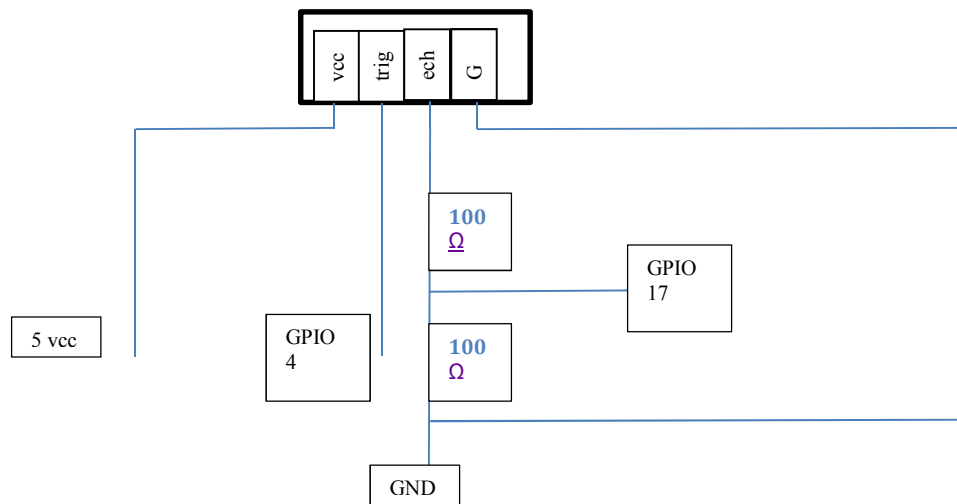 vcc
trig
ech
G
100
Ω
GPIO
17
5 vcc
GPIO
4
100
Ω
GND